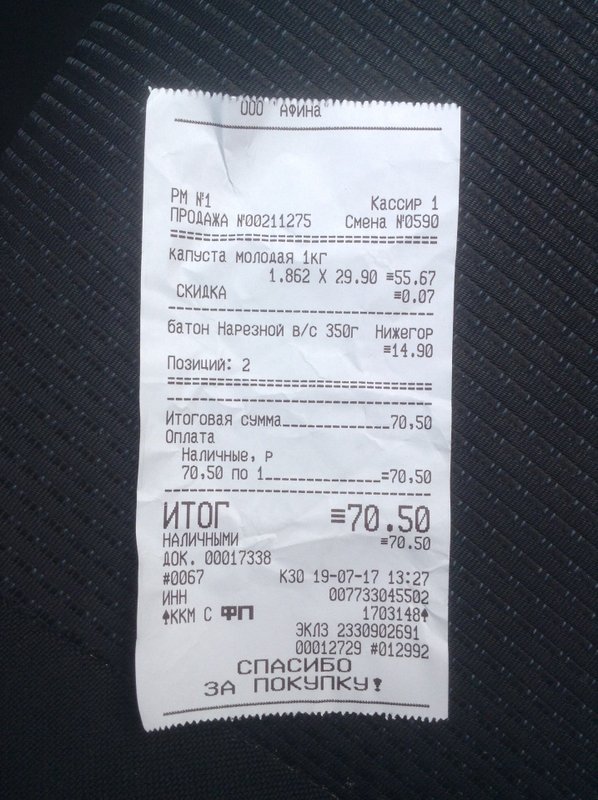 ООО АФИНА
РМ №1 Кассир 1
ПРОДАЖА №00211275 Смена №0590
Капуста молодая 1кг
1.862 X 29.90 ≡55.67
СКИДКА ≡0.07
батон Нарезной в/с 350г Нижегор
≡14.90
Позиций: 2
Итоговая сумма 70,50
Оплата
Наличные, р
70,50 по 1 =70,50
ИТОГ ≡70.50
НАЛИЧНЫМИ ≡70.50
ДОК. 00017338
#0067 КЗО 19-07-17 13:27
ИНН 007733045502
♠ККМ С ФП 1703148♠
ЭКЛЗ 2330902691
00012729 #012992
СПАСИБО
ЗА ПОКУПКУ!